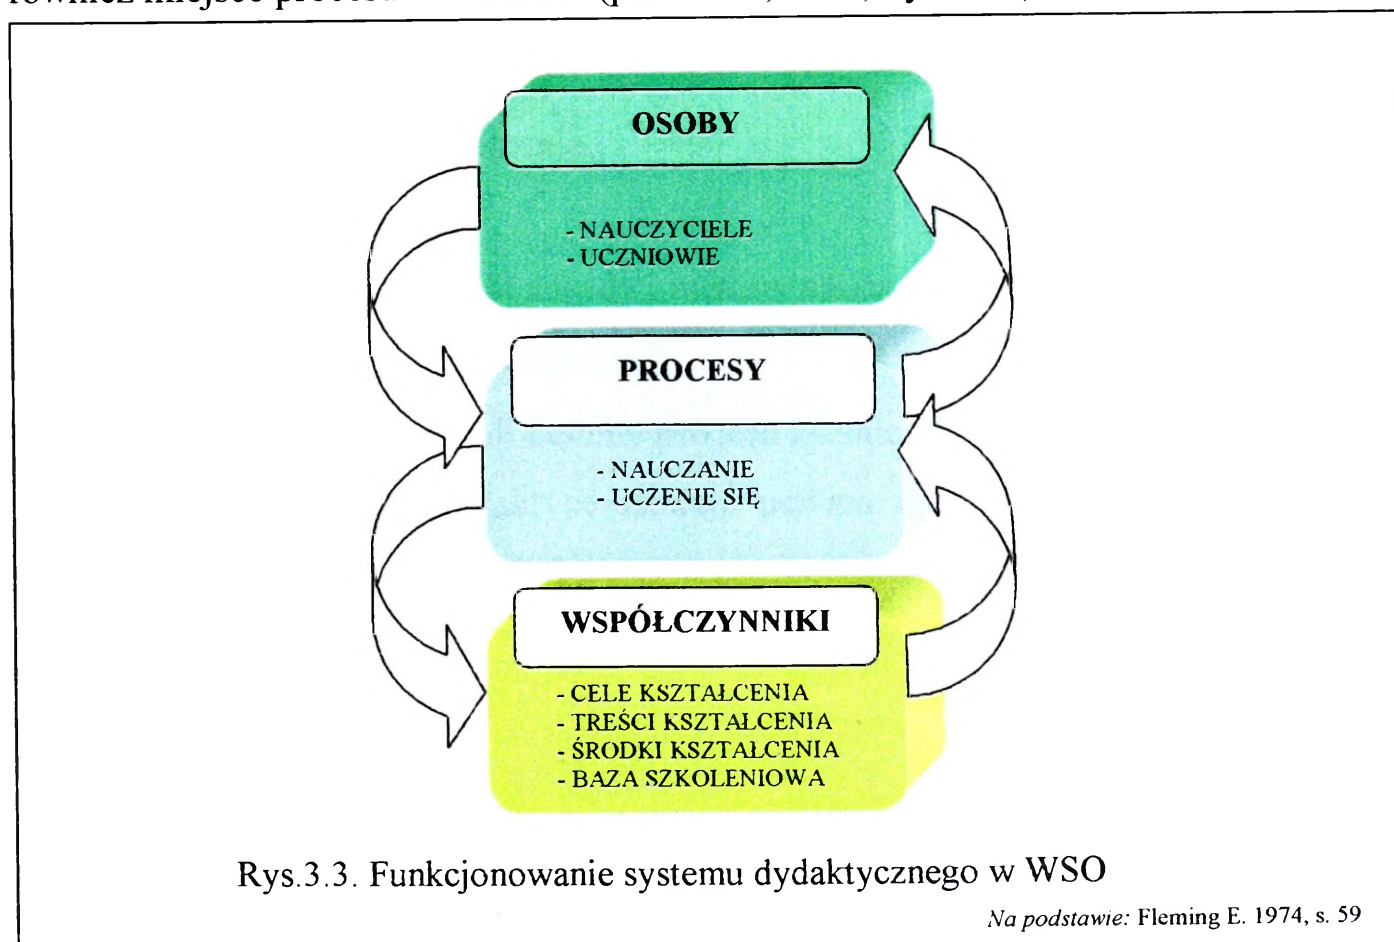 OSOBY
- NAUCZYCIELE
- UCZNIOWIE
PROCESY
- NAUCZANIE
- UCZENIE SIĘ
WSPÓŁCZYNNIKI
- CELE KSZTAŁCENIA
- TREŚCI KSZTAŁCENIA
- ŚRODKI KSZTAŁCENIA
- BAZA SZKOLENIOWA
Rys.3.3. Funkcjonowanie systemu dydaktycznego w WSO
Na podstawie: Fleming E. 1974, s. 59